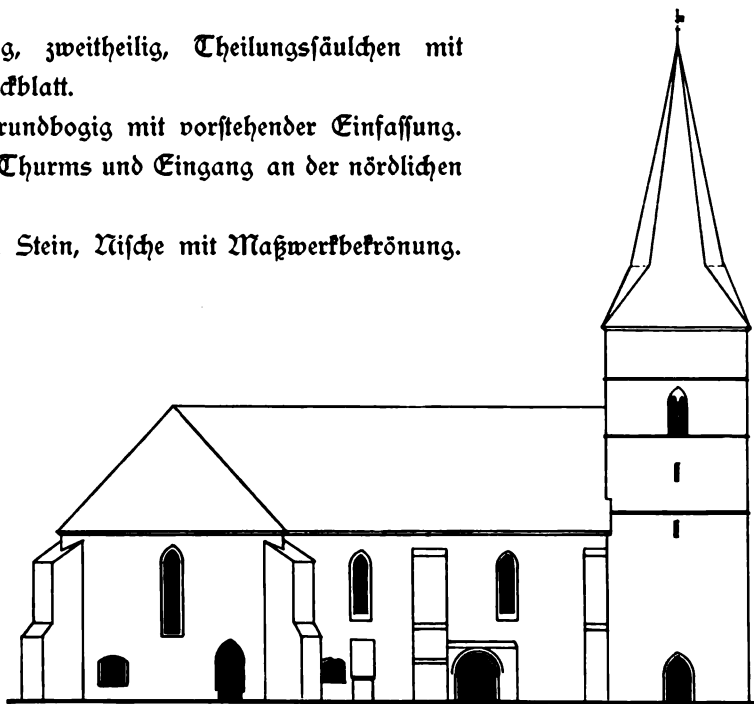 g, zweitheilig, Theilungsſäulchen mit
ckblatt.
rundbogig mit vorſtehender Einfaſſung.
Thurms und Eingang an der nördlichen
Stein, Niſche mit Maßwerkbekrönung.